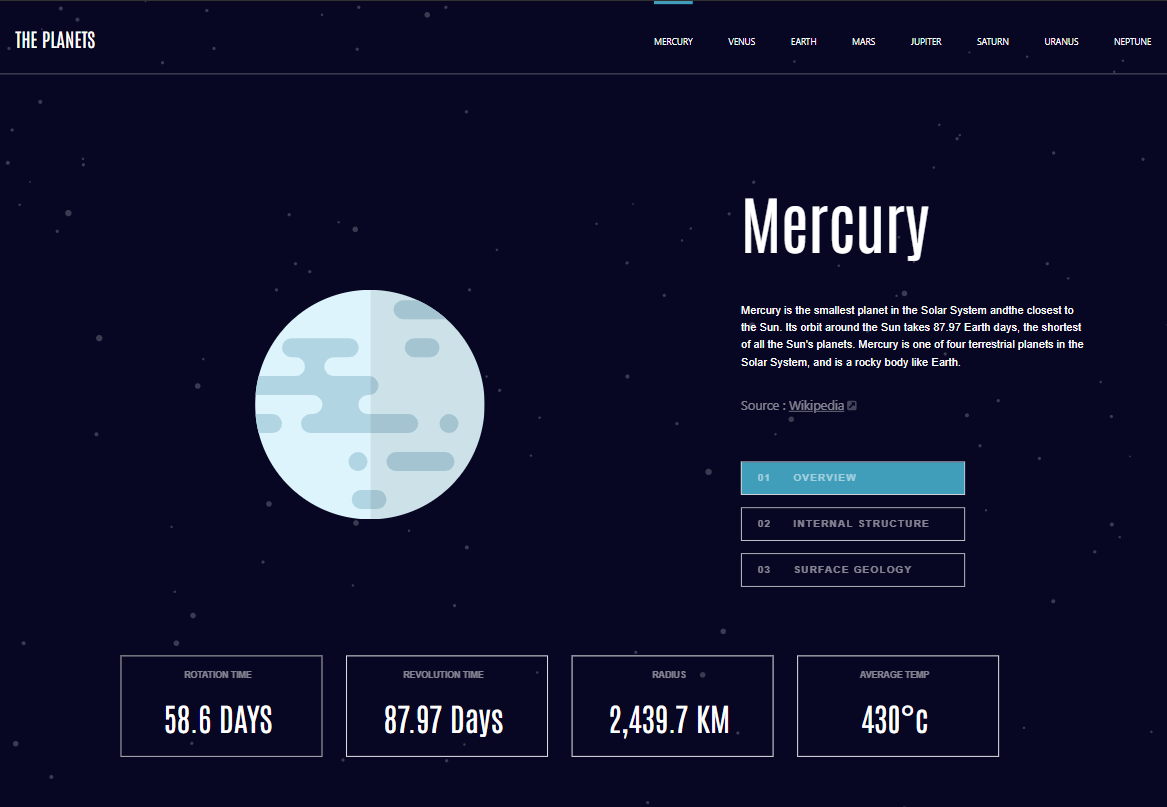 THE PLANETS
MERCURY VENUS EARTH MARS JUPITER SATURN URANUS NEPTUNE
Mercury
Mercury is the smallest planet in the Solar System andthe closest to
the Sun. Its orbit around the Sun takes 87.97 Earth days, the shortest
of all the Sun's planets. Mercury is one of four terrestrial planets in the
Solar System, and is a rocky body like Earth.
Source : Wikipedia
01 OVERVIEW
02 INTERNAL STRUCTURE
03 SURFACE GEOLOGY
ROTATION TIME
58.6 DAYS
REVOLUTION TIME
87.97 Days
RADIUS
2,439.7 KM
AVERAGE TEMP
430°c